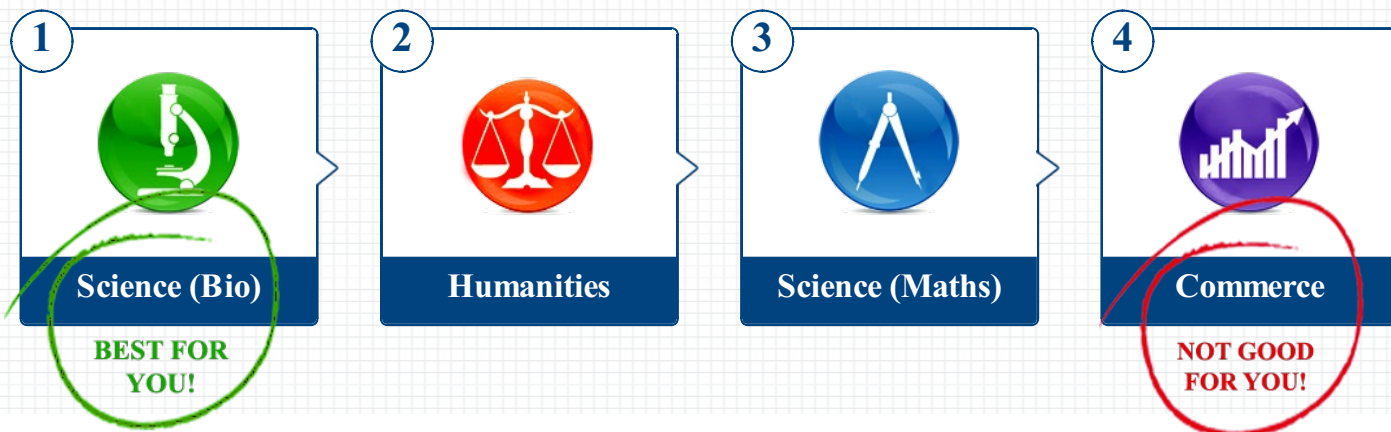 1
2
3
4
Science (Bio)
Humanities
Science (Maths)
Commerce
BEST FOR
YOU!
NOT GOOD
FOR YOU!